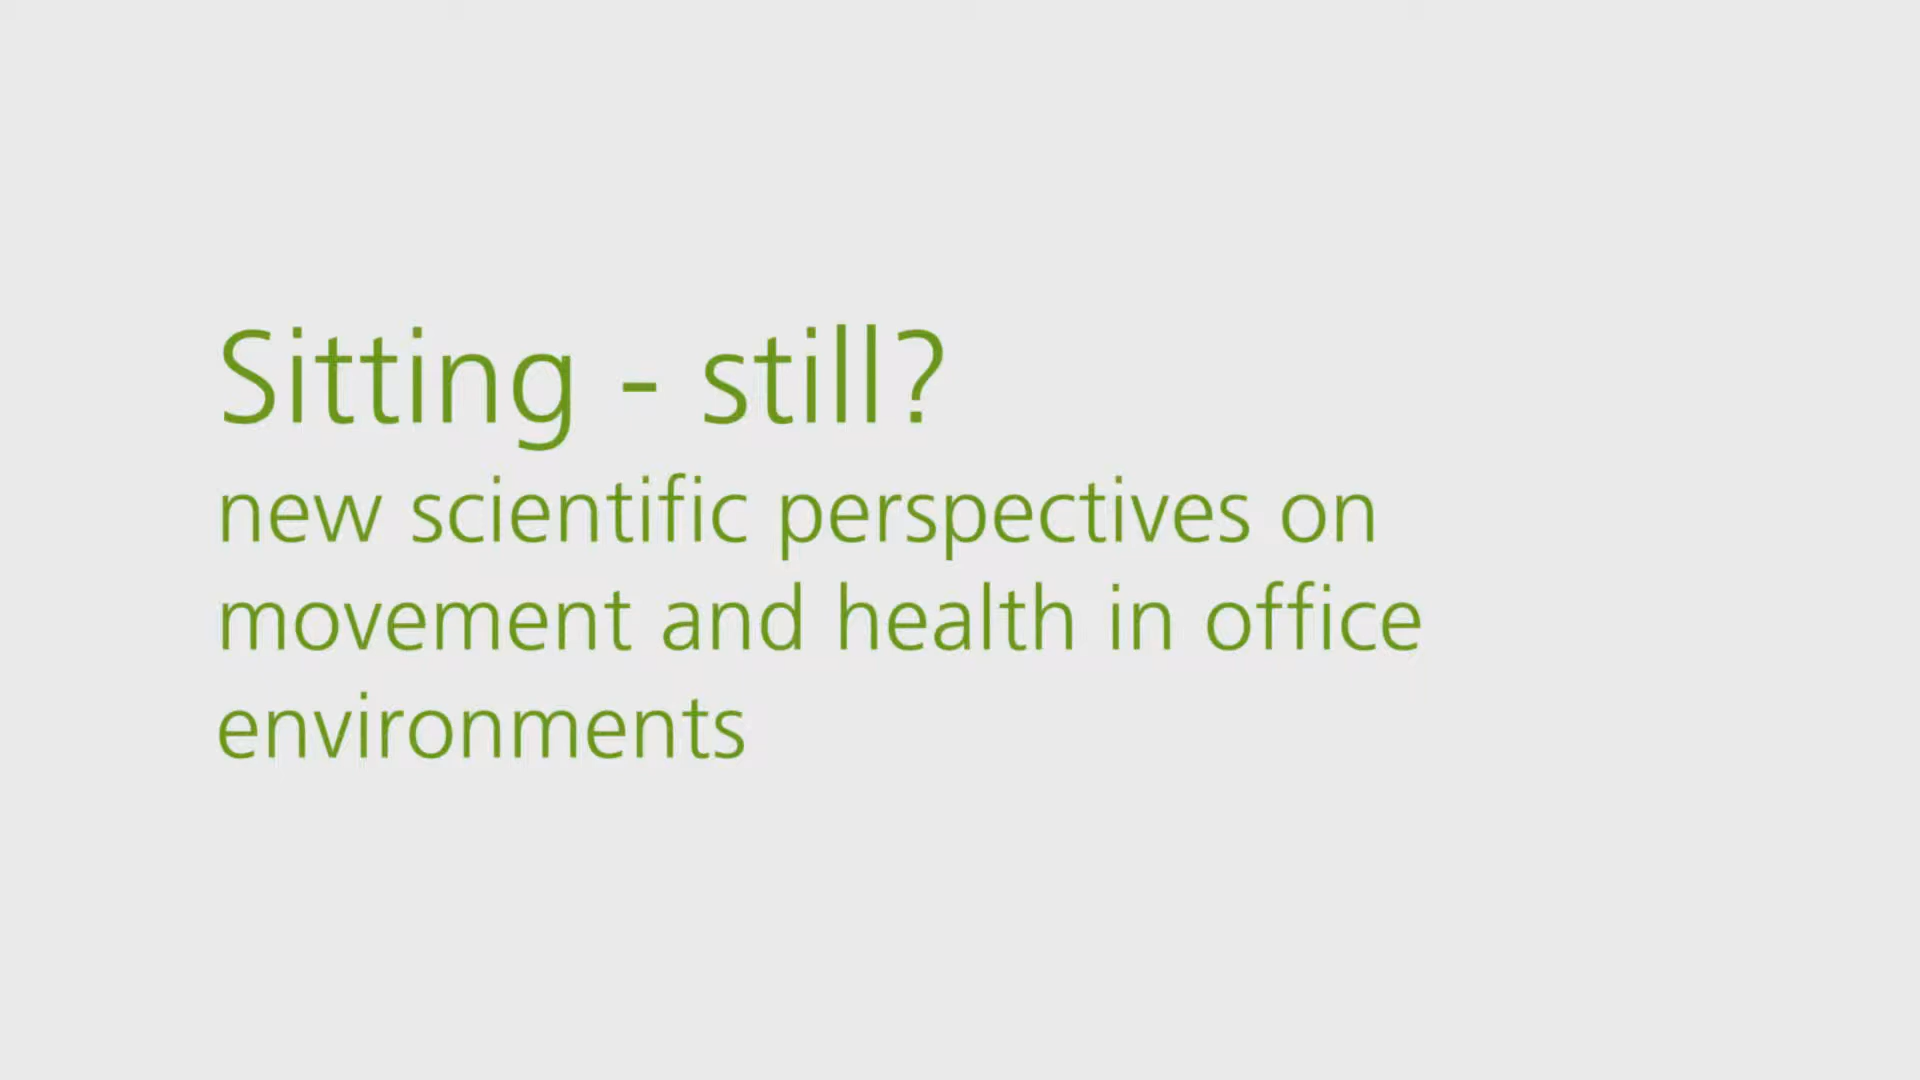 Sitting - still?
new scientific perspectives on
movement and health in office
environments